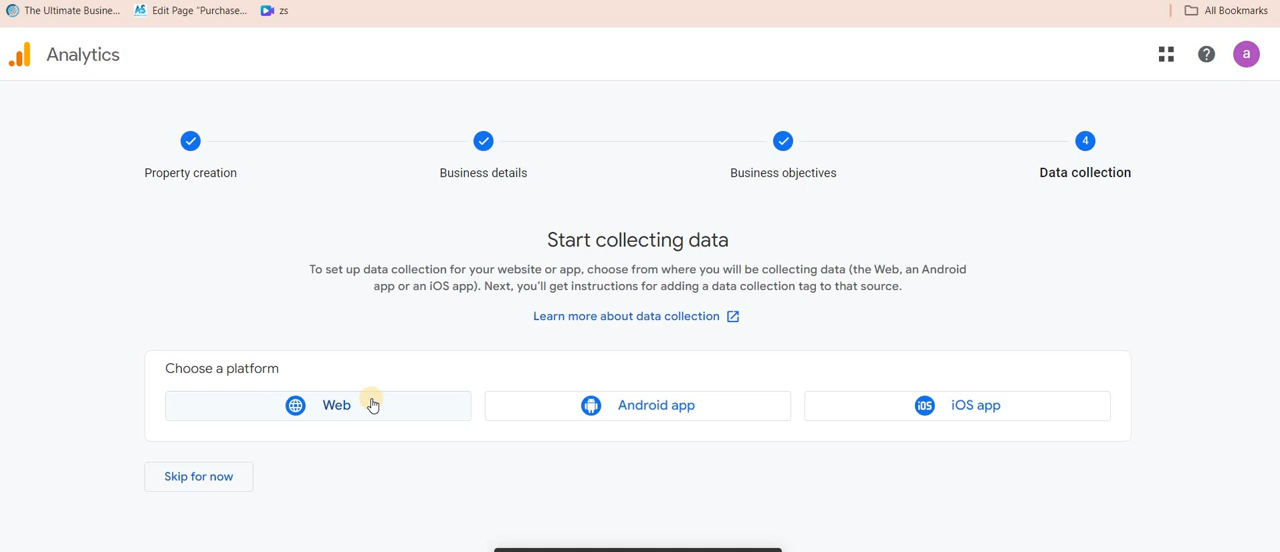 The Ultimate Busine... Edit Page "Purchase... zs All Bookmarks
Analytics a
4
Property creation Business details Business objectives Data collection
Start collecting data
To set up data collection for your website or app, choose from where you will be collecting data (the Web, an Android
app or an iOS app). Next, you'll get instructions for adding a data collection tag to that source.
Learn more about data collection
Choose a platform
Web Android app iOS iOS app
Skip for now